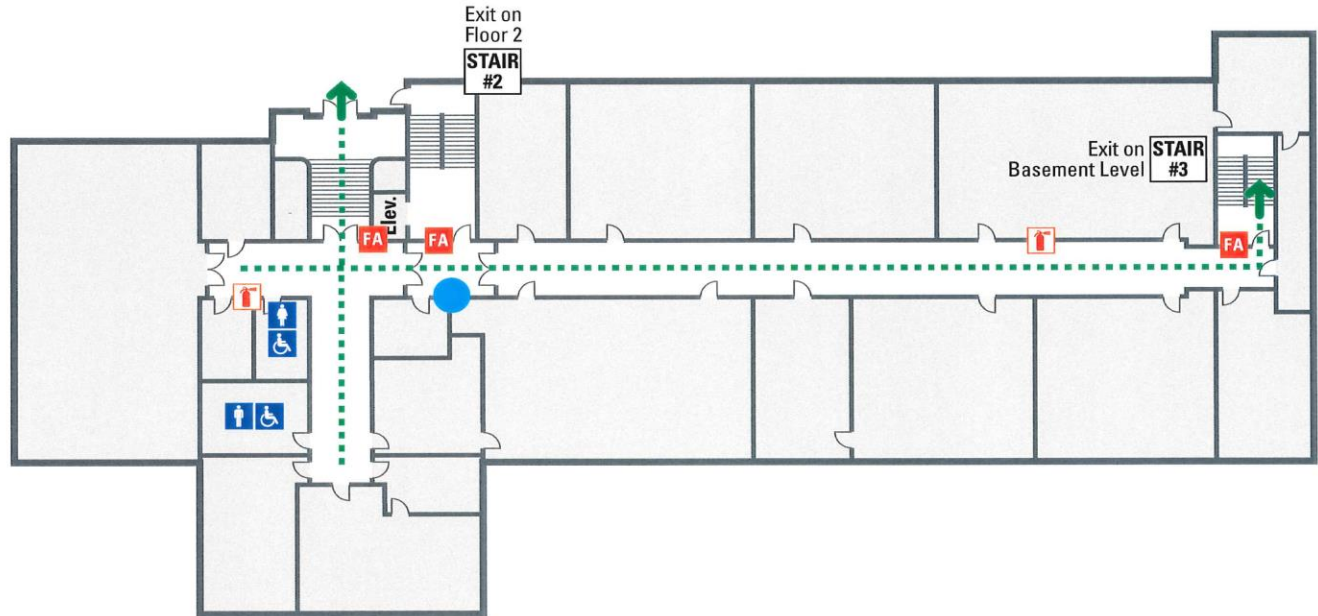 Exit on
Floor 2
STAIR
#2
Exit on
Basement Level
STAIR
#3
Elev.
FA
FA
FA